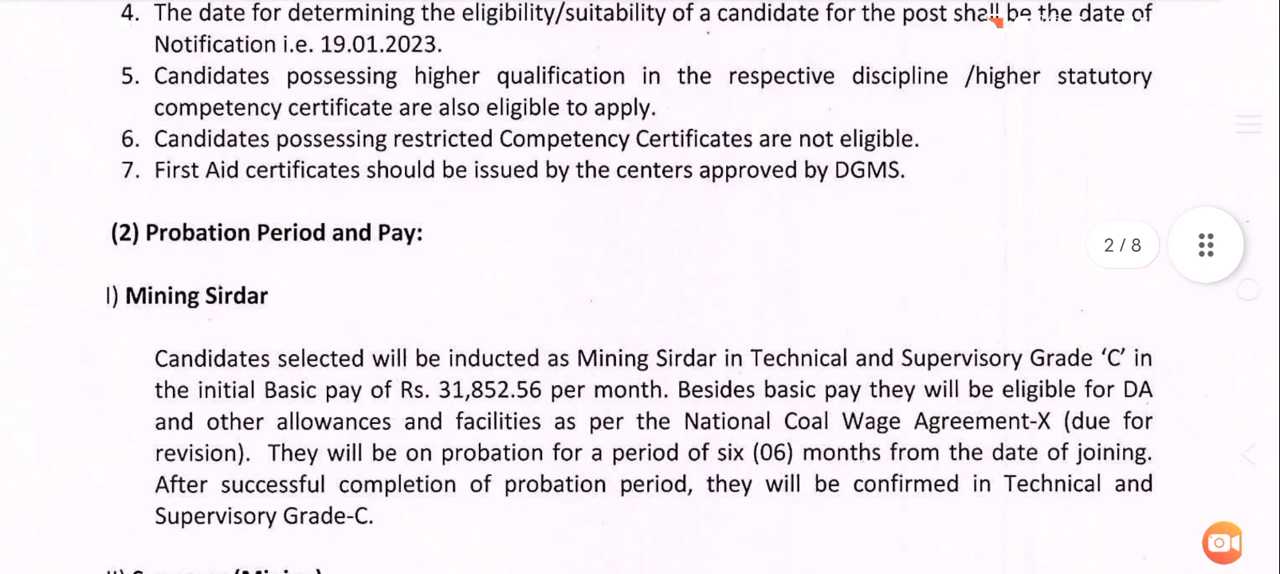 4. The date for determining the eligibility/suitability of a candidate for the post shall be the date of
Notification i.e. 19.01.2023.
5. Candidates possessing higher qualification in the respective discipline /higher statutory
competency certificate are also eligible to apply.
6. Candidates possessing restricted Competency Certificates are not eligible.
7. First Aid certificates should be issued by the centers approved by DGMS.
(2) Probation Period and Pay:
2 / 8
I) Mining Sirdar
Candidates selected will be inducted as Mining Sirdar in Technical and Supervisory Grade ‘C’ in
the initial Basic pay of Rs. 31,852.56 per month. Besides basic pay they will be eligible for DA
and other allowances and facilities as per the National Coal Wage Agreement-X (due for
revision). They will be on probation for a period of six (06) months from the date of joining.
After successful completion of probation period, they will be confirmed in Technical and
Supervisory Grade-C.